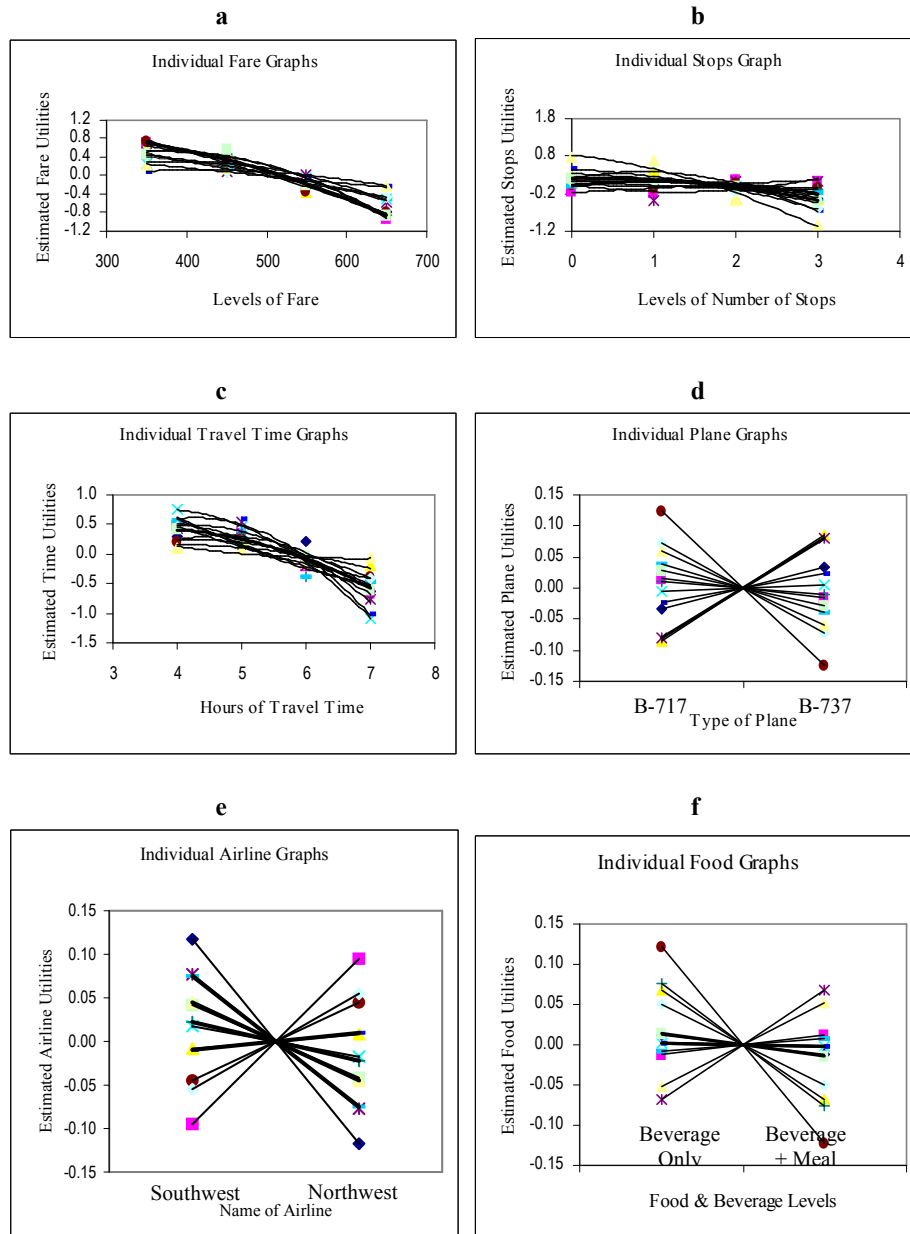 a
Individual Fare Graphs
Estimated Fare Utilities
1.2
0.8
0.4
0.0
-0.4
-0.8
-1.2
300 400 500 600 700
Levels of Fare
b
Individual Stops Graph
Estimated Stops Utilities
1.8
0.8
-0.2
-1.2
0 1 2 3 4
Levels of Number of Stops
c
Individual Travel Time Graphs
Estimated Time Utilities
1.0
0.5
0.0
-0.5
-1.0
-1.5
3 4 5 6 7 8
Hours of Travel Time
d
Individual Plane Graphs
Estimated Plane Utilities
0.15
0.10
0.05
0.00
-0.05
-0.10
-0.15
B-717 B-737
Type of Plane
e
Individual Airline Graphs
Estimated Airline Utilities
0.15
0.10
0.05
0.00
-0.05
-0.10
-0.15
Southwest Northwest
Name of Airline
f
Individual Food Graphs
Estimated Food Utilities
0.15
0.10
0.05
0.00
-0.05
-0.10
-0.15
Beverage Beverage
Only + Meal
Food & Beverage Levels